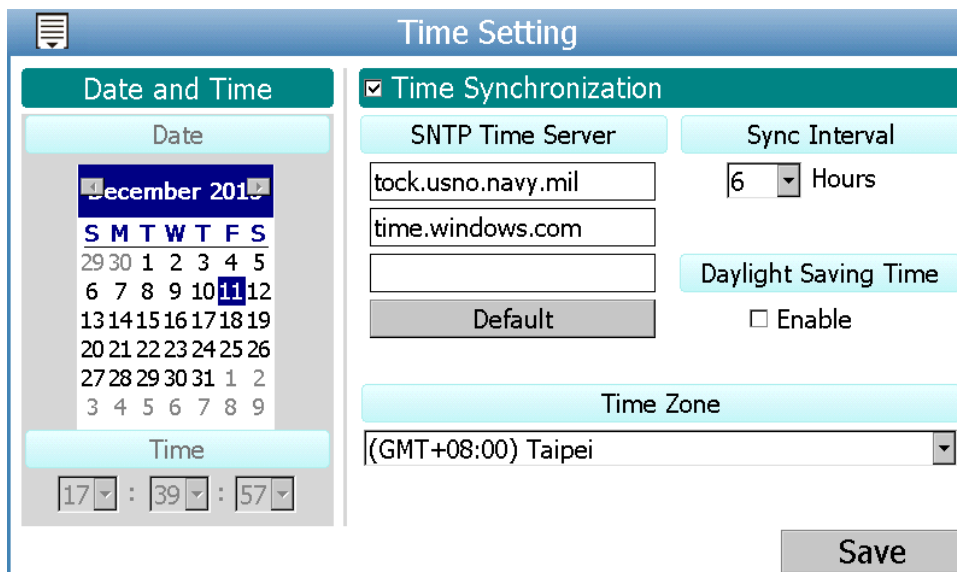 Time Setting
Date and Time
Date
December 2015
S M T W T F S
29 30 1 2 3 4 5
6 7 8 9 10 11 12
13 14 15 16 17 18 19
20 21 22 23 24 25 26
27 28 29 30 31 1 2
3 4 5 6 7 8 9
Time
17 : 39 : 57
Time Synchronization
SNTP Time Server
tock.usno.navy.mil
time.windows.com
Default
Sync Interval
6 Hours
Daylight Saving Time
Enable
Time Zone
(GMT+08:00) Taipei
Save